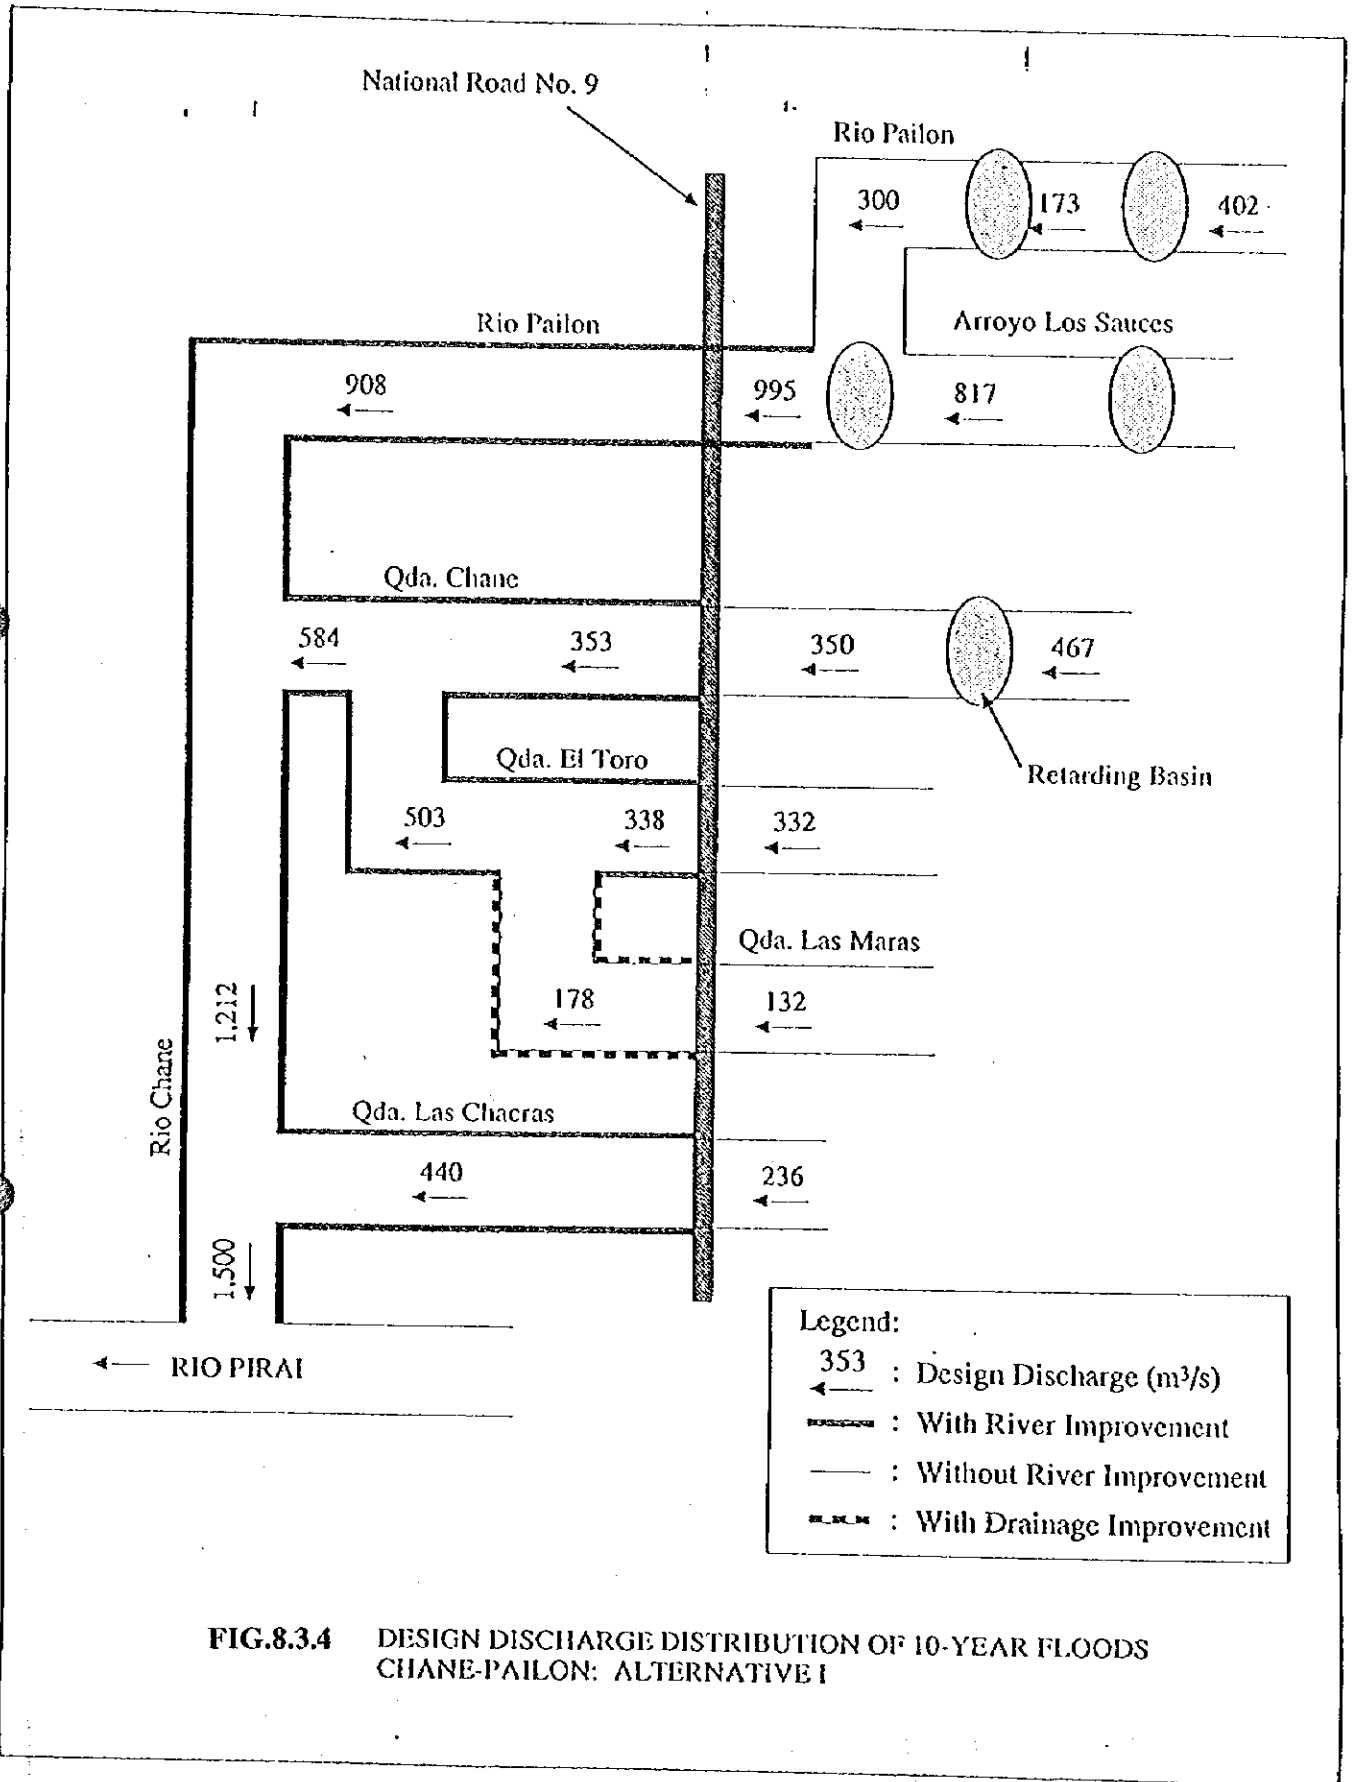 National Road No. 9
Rio Pailon
300
173
402
Rio Pailon
Arroyo Los Sauces
908
995
817
Qda. Chane
584
353
350
467
Qda. El Toro
Retarding Basin
503
338
332
Qda. Las Maras
1.212
178
132
Rio Chane
Qda. Las Chacras
440
236
1.500
RIO PIRAI
Legend:
353 : Design Discharge (m³/s)
: With River Improvement
: Without River Improvement
: With Drainage Improvement
FIG.8.3.4 DESIGN DISCHARGE DISTRIBUTION OF 10-YEAR FLOODS
CHANE-PAILON: ALTERNATIVE I